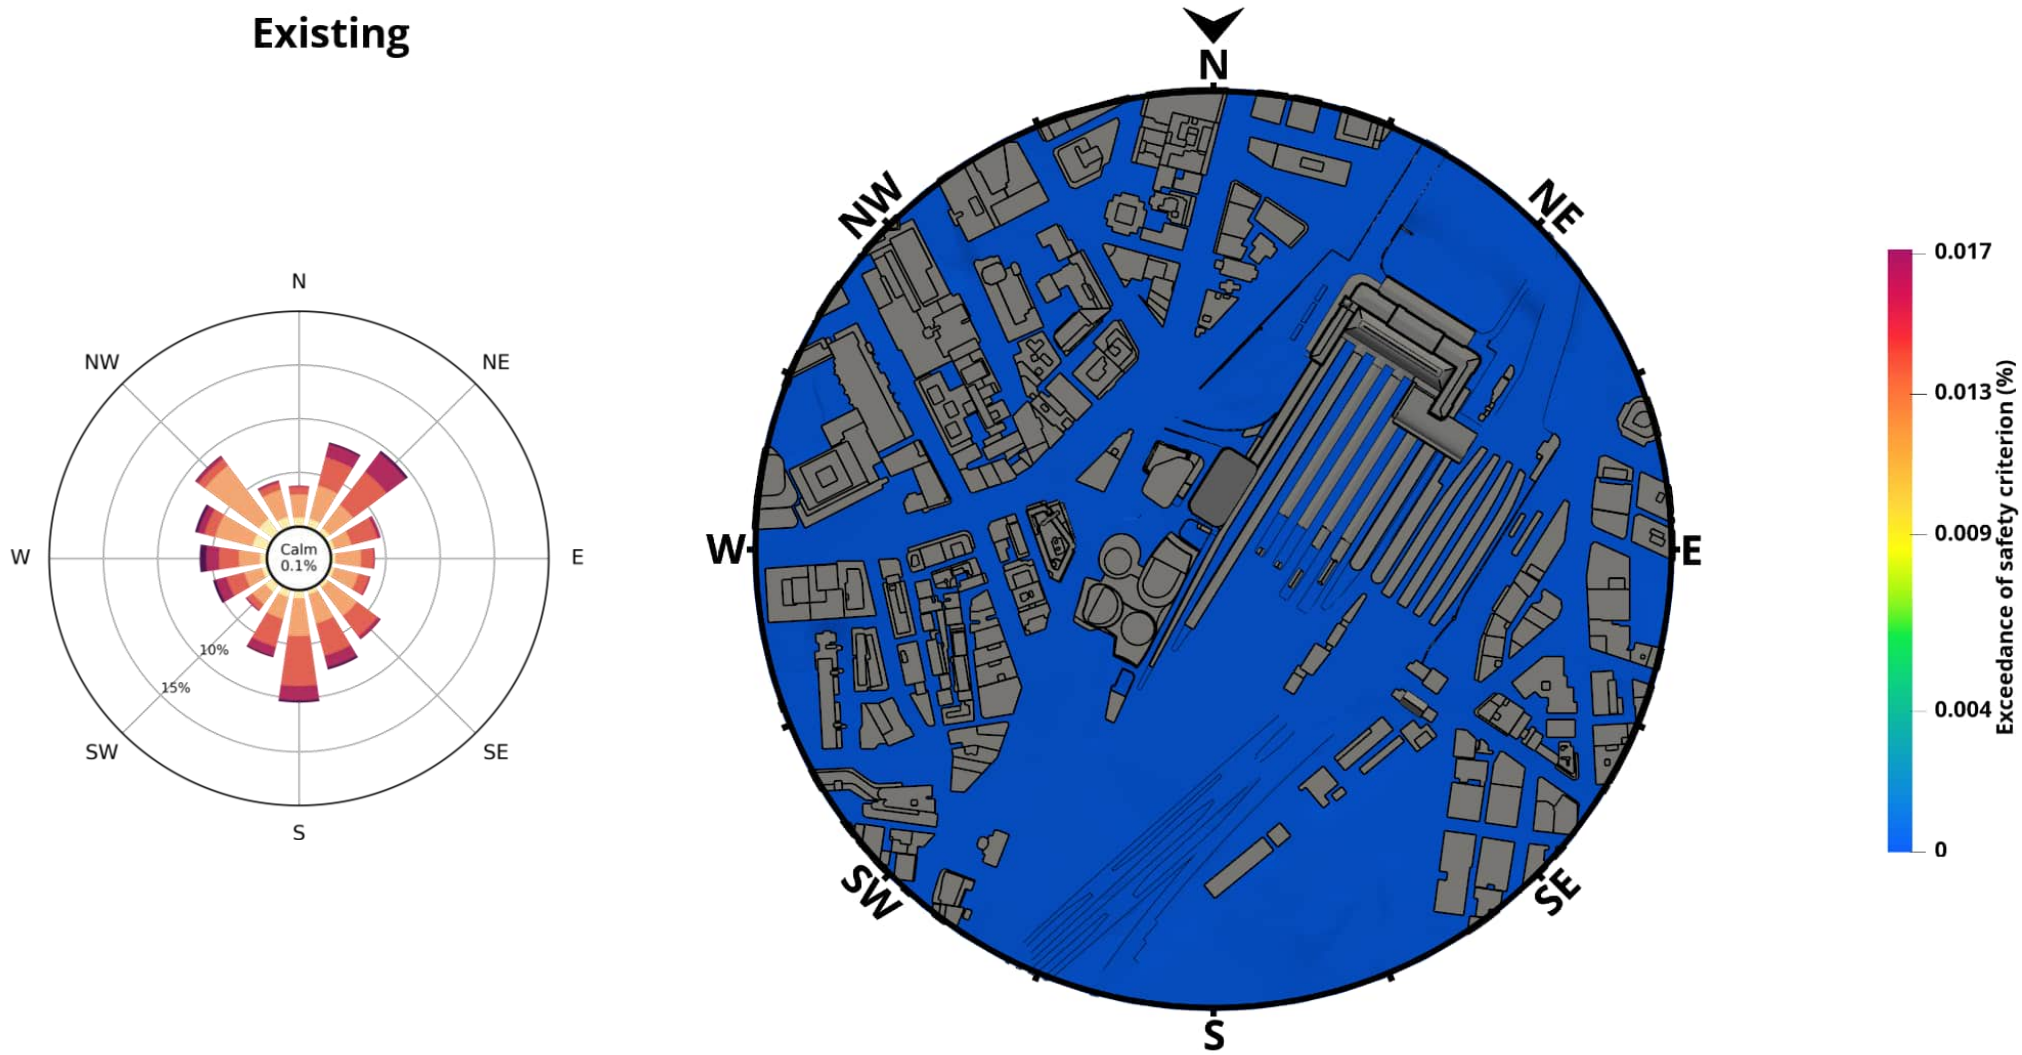 Existing
N
NW
NE
W
Calm
0.1%
E
10%
15%
SW
SE
S
N
NW
NE
W
E
SW
SE
S
0.017
0.013
0.009
0.004
0
Exceedance of safety criterion (%)